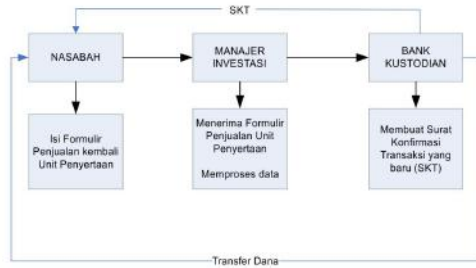 SKT
NASABAH
MANAJER
INVESTASI
BANK
KUSTODIAN
Isi Formulir
Penjualan kembali
Unit Penyertaan
Menerima Formulir
Penjualan Unit
Penyertaan
Memproses data
Membuat Surat
Konfirmasi
Transaksi yang
baru (SKT)
Transfer Dana